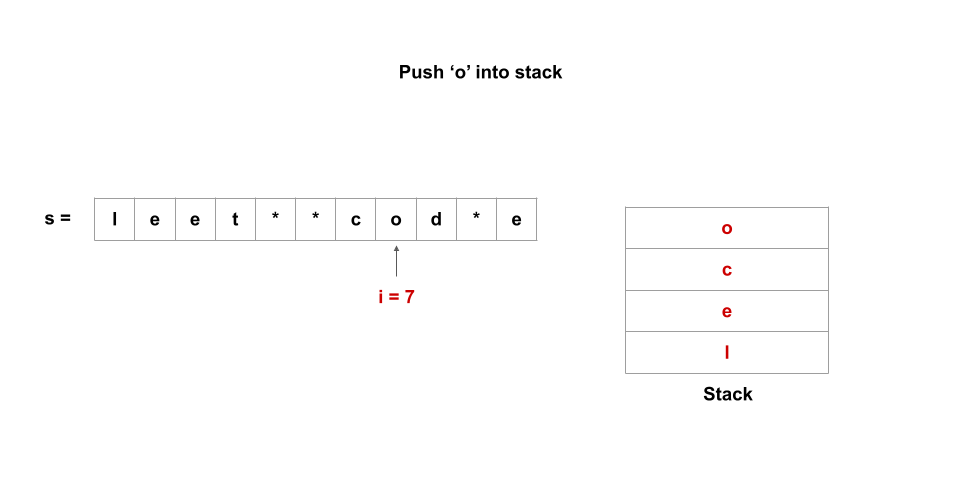 Push ‘o’ into stack
s = l e e t * * c o d * e
i = 7
o
c
e
l
Stack